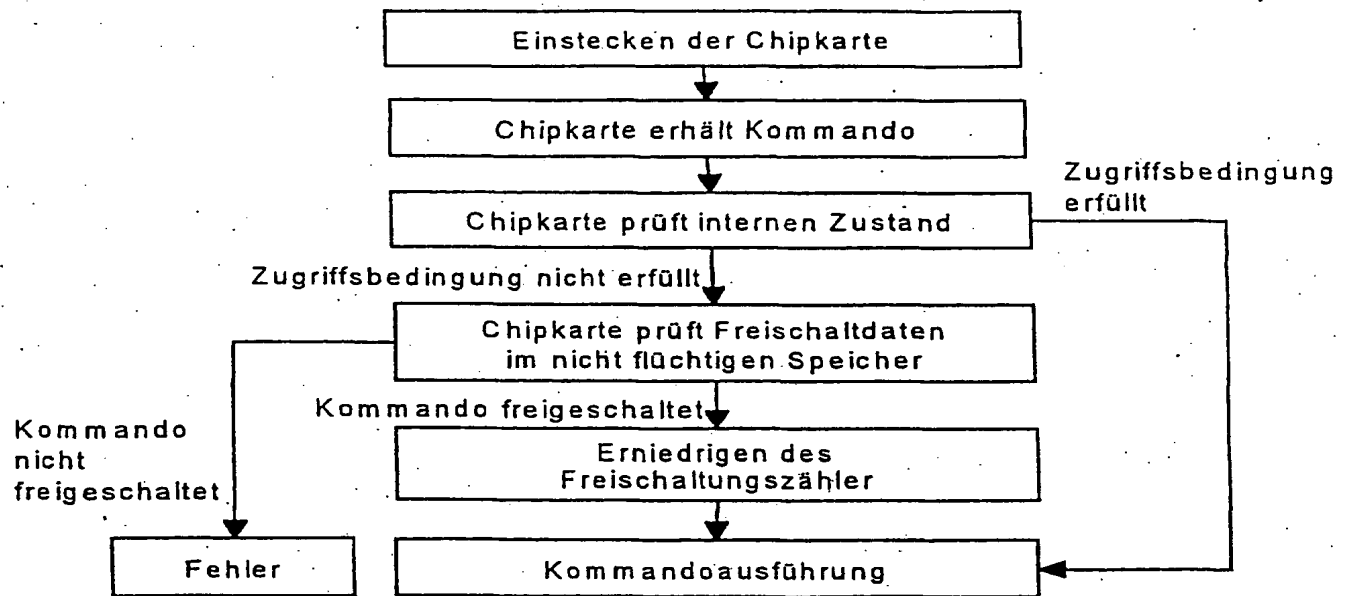 Einstecken der Chipkarte
Chipkarte erhält Kommando
Zugriffsbedingung
erfüllt
Chipkarte prüft internen Zustand
Zugriffsbedingung nicht erfüllt
Chipkarte prüft Freischaltdaten
im nicht flüchtigen Speicher
Kommando freigeschaltet
Kommando
nicht
freigeschaltet
Erniedrigen des
Freischaltungszähler
Fehler
Kommandoausführung